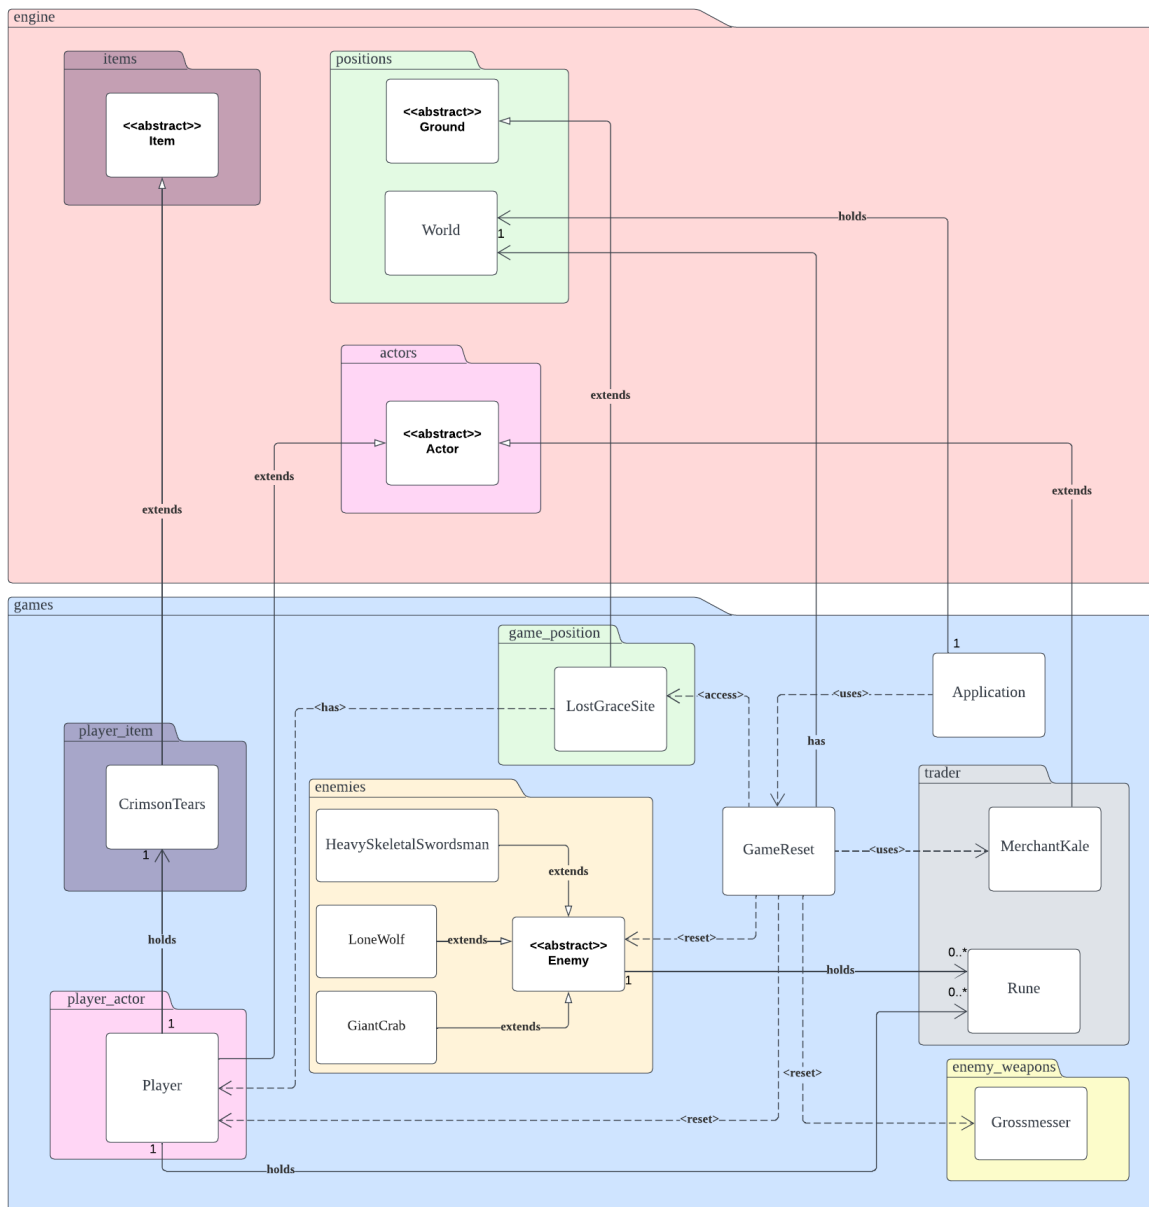 engine
items
positions
<<abstract>>
Item
<<abstract>>
Ground
World
1
holds
actors
<<abstract>>
Actor
extends
extends
extends
extends
games
game_position
LostGraceSite
<access>
<uses>
1
Application
<has>
has
player_item
CrimsonTears
1
enemies
HeavySkeletalSwordsman
extends
LoneWolf
extends
<<abstract>>
Enemy
1
GiantCrab
extends
GameReset
<uses>
trader
MerchantKale
<reset>
holds
0..*
0..*
Rune
holds
player_actor
1
Player
1
<reset>
<reset>
enemy_weapons
Grossmesser
holds